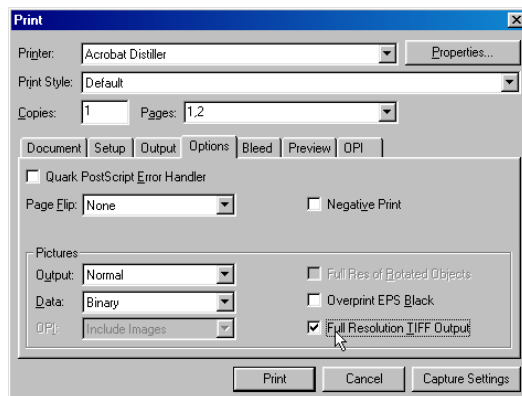 Print
Printer: Acrobat Distiller Properties...
Print Style: Default
Copies: 1 Pages: 1,2
Document Setup Output Options Bleed Preview OPI
Quark PostScript Error Handler
Page Flip: None Negative Print
Pictures
Output: Normal Full Res of Rotated Objects
Data: Binary Overprint EPS Black
OPI: Include Images Full Resolution TIFF Output
Print Cancel Capture Settings